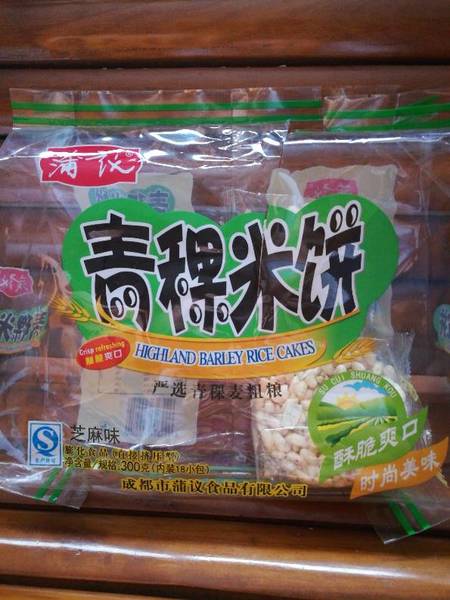 蒲议
青稞米饼
HIGHLAND BARLEY RICE CAKES
Crisp refreshing
酥脆爽口
严选青稞麦粗粮
SU CUI SHUANG KOU
酥脆爽口
时尚美味
芝麻味
膨化食品(直接挤压型)
净含量/规格:300克(内装18小包)
成都市蒲议食品有限公司